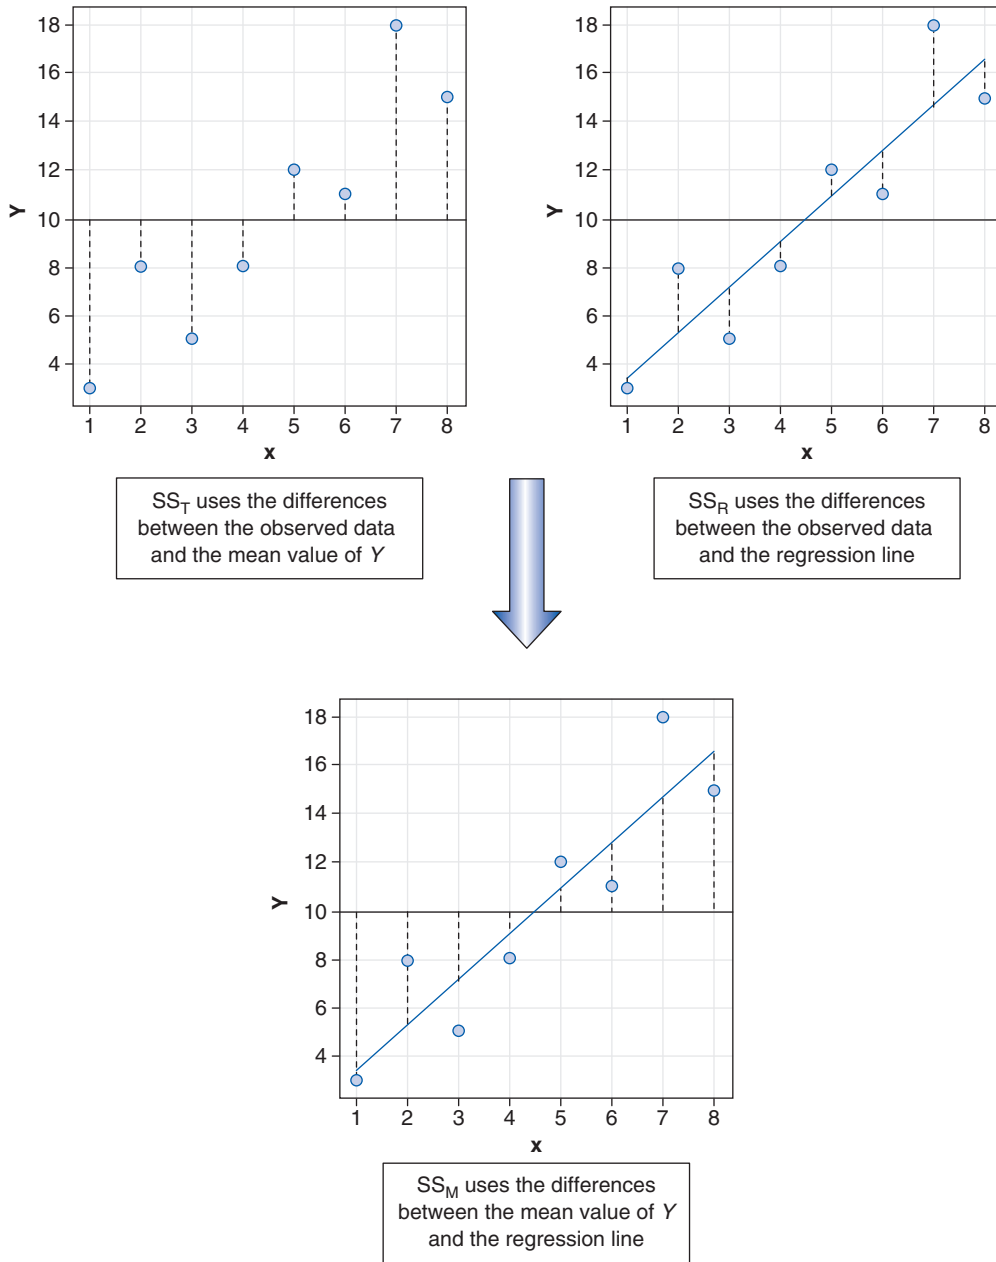 18
16
14
12
10
8
6
4
Y
1 2 3 4 5 6 7 8
x
SS_T uses the differences
between the observed data
and the mean value of Y
18
16
14
12
10
8
6
4
Y
1 2 3 4 5 6 7 8
x
SS_R uses the differences
between the observed data
and the regression line
18
16
14
12
10
8
6
4
Y
1 2 3 4 5 6 7 8
x
SS_M uses the differences
between the mean value of Y
and the regression line